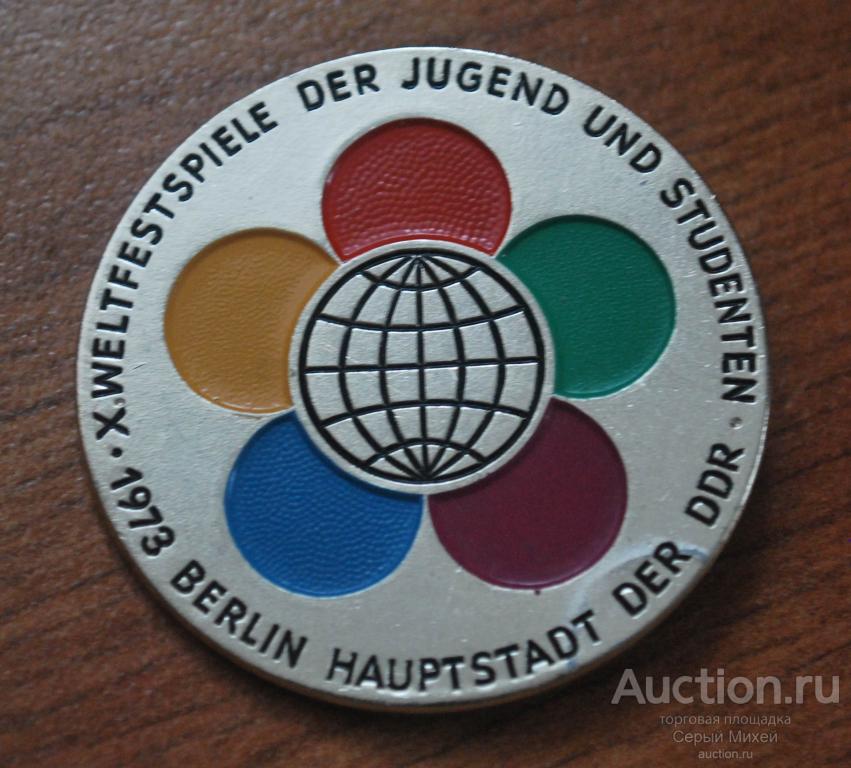 X.WELTFESTSPIELE DER JUGEND UND STUDENTEN ·
1973 BERLIN HAUPTSTADT DER DDR ·
Auction.ru
торговая площадка
Серый Михей
auction.ru